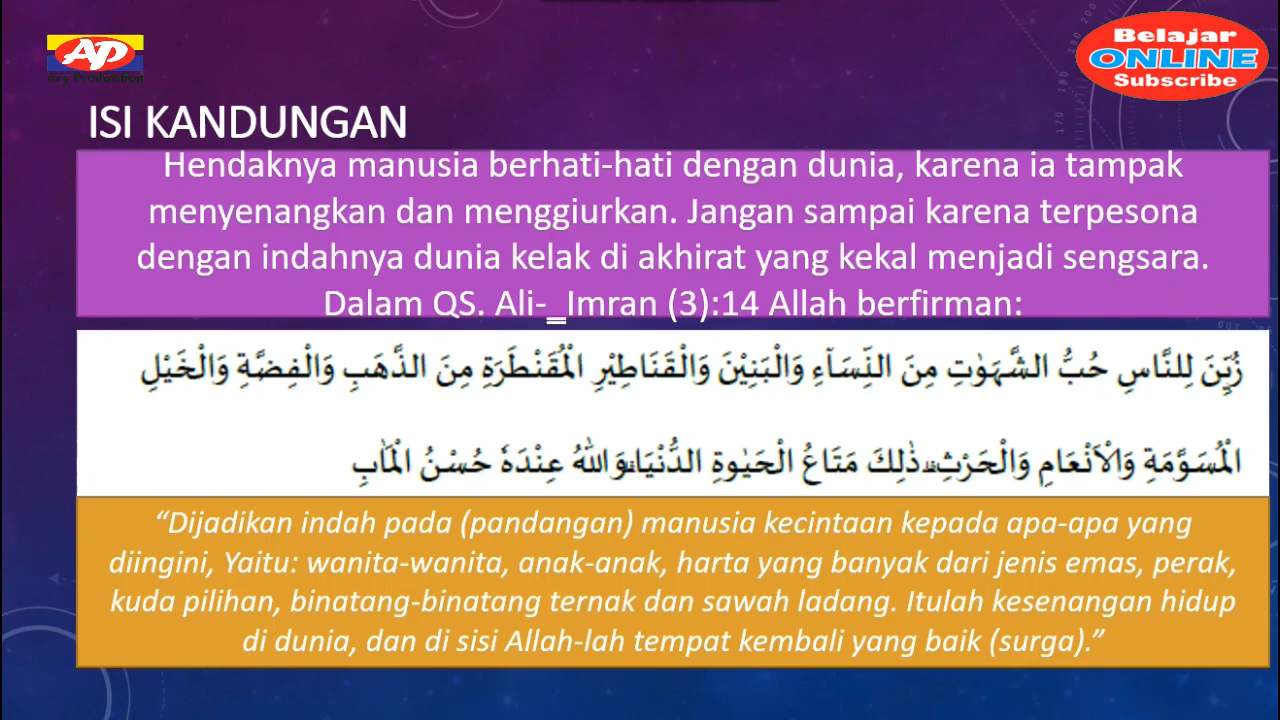 AP
Ary Production
Belajar
ONLINE
Subscribe
ISI KANDUNGAN
Hendaknya manusia berhati-hati dengan dunia, karena ia tampak
menyenangkan dan menggiurkan. Jangan sampai karena terpesona
dengan indahnya dunia kelak di akhirat yang kekal menjadi sengsara.
Dalam QS. Ali-‗Imran (3):14 Allah berfirman:
زُيِّنَ لِلنَّاسِ حُبُّ الشَّهَوٰتِ مِنَ النِّسَاۤءِ وَالْبَنِيْنَ وَالْقَنَاطِيْرِ الْمُقَنْطَرَةِ مِنَ الذَّهَبِ وَالْفِضَّةِ وَالْخَيْلِ
الْمُسَوَّمَةِ وَالْاَنْعَامِ وَالْحَرْثِۗ ذٰلِكَ مَتَاعُ الْحَيٰوةِ الدُّنْيَاۗ وَاللّٰهُ عِنْدَهٗ حُسْنُ الْمَاٰبِ
“Dijadikan indah pada (pandangan) manusia kecintaan kepada apa-apa yang
diingini, Yaitu: wanita-wanita, anak-anak, harta yang banyak dari jenis emas, perak,
kuda pilihan, binatang-binatang ternak dan sawah ladang. Itulah kesenangan hidup
di dunia, dan di sisi Allah-lah tempat kembali yang baik (surga).”